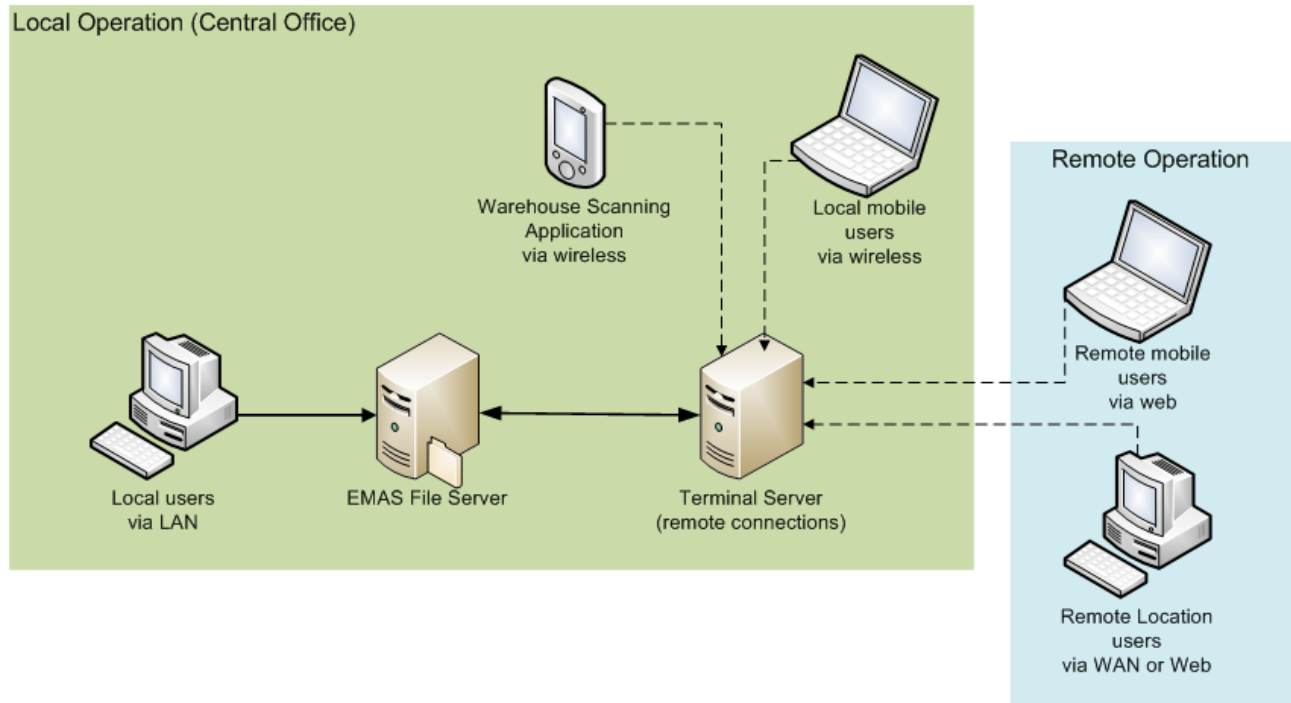 Local Operation (Central Office)
Warehouse Scanning
Application
via wireless
Local mobile
users
via wireless
Remote Operation
Remote mobile
users
via web
Local users
via LAN
EMAS File Server
Terminal Server
(remote connections)
Remote Location
users
via WAN or Web